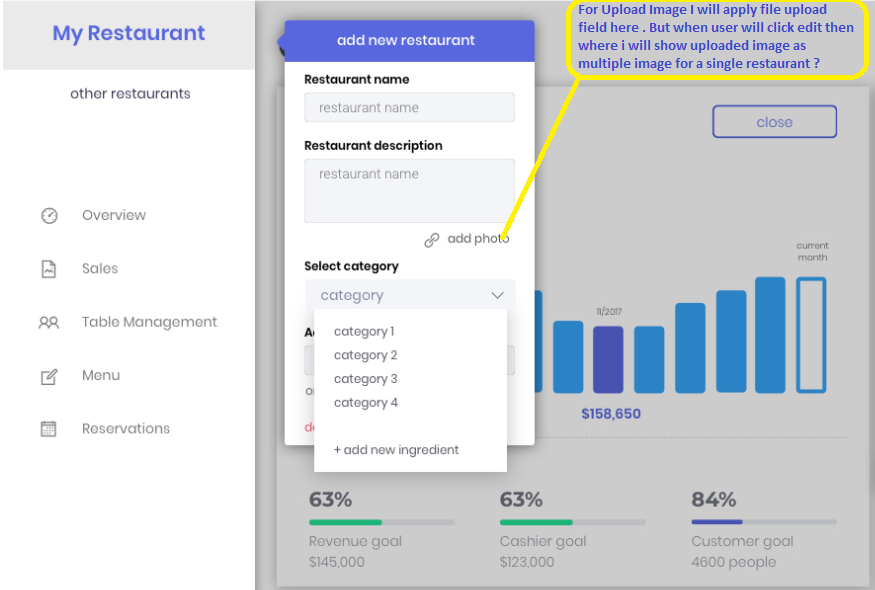 My Restaurant
other restaurants
Overview
Sales
Table Management
Menu
Reservations
add new restaurant
Restaurant name
restaurant name
Restaurant description
restaurant name
add photo
Select category
category
category 1
category 2
category 3
category 4
+ add new ingredient
For Upload Image I will apply file upload
field here . But when user will click edit then
where i will show uploaded image as
multiple image for a single restaurant ?
close
current
month
11/2017
$158,650
63%
Revenue goal
$145,000
63%
Cashier goal
$123,000
84%
Customer goal
4600 people